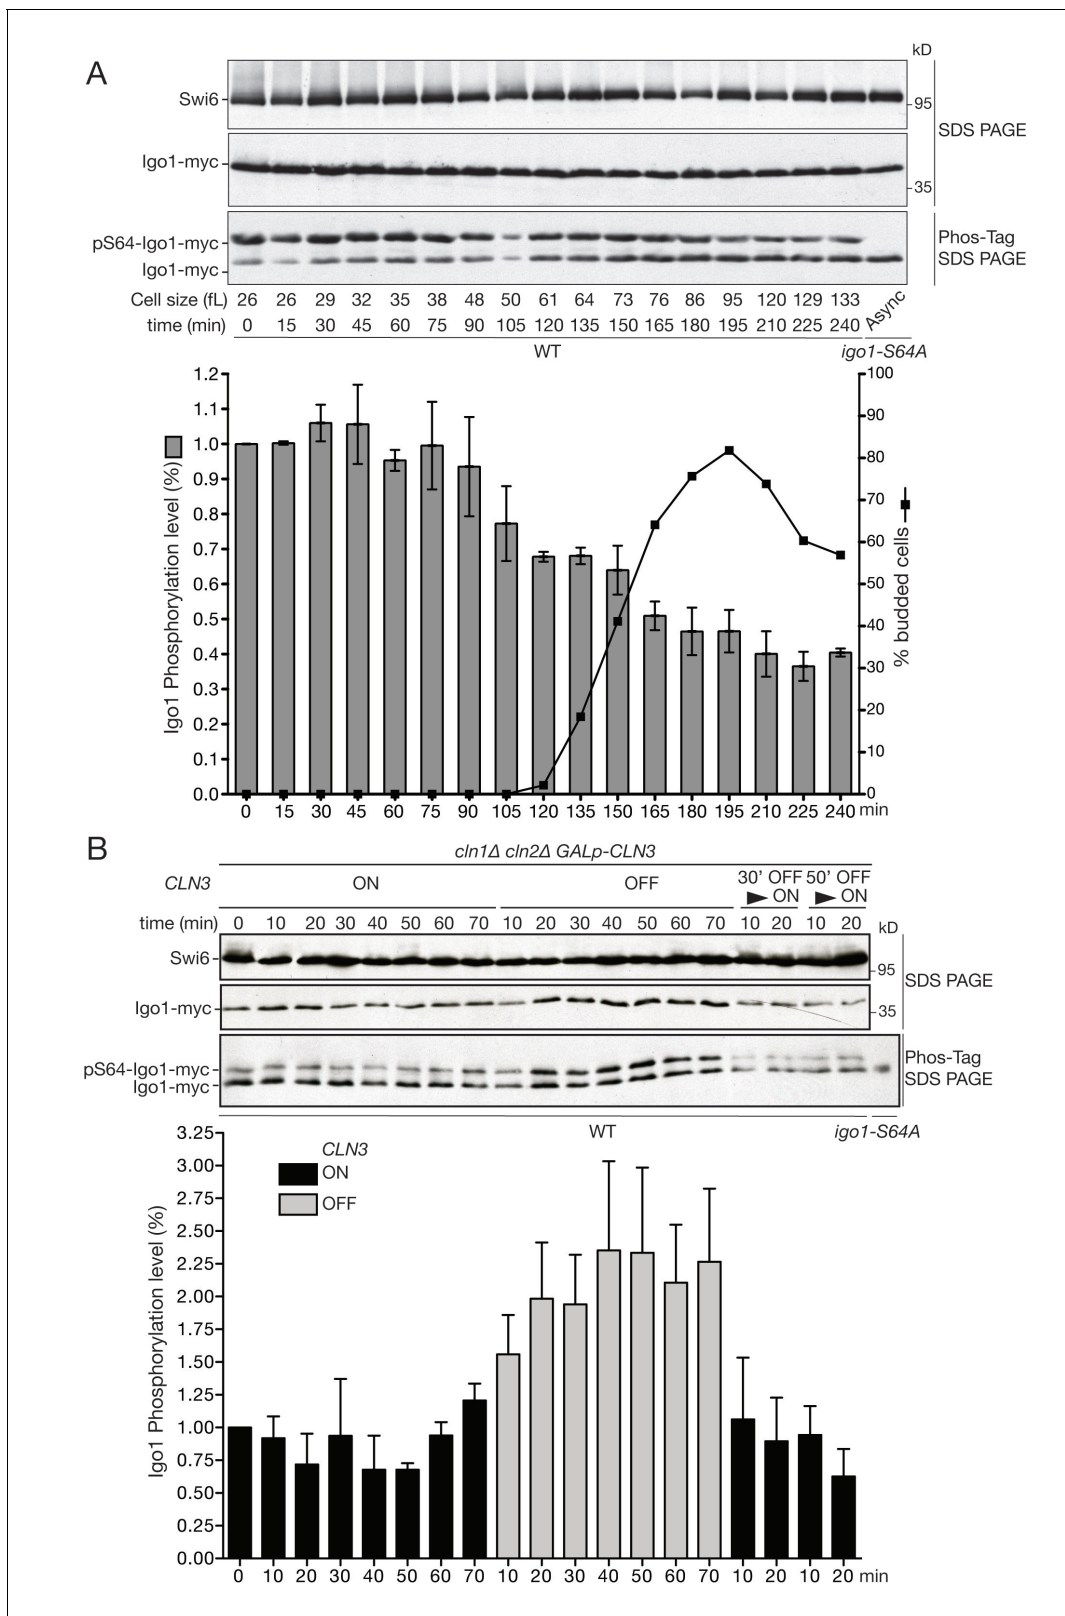 A
kD
Swi6
95
SDS PAGE
Igo1-myc
35
pS64-Igo1-myc
Igo1-myc
Phos-Tag
SDS PAGE
Cell size (fL) 26 26 29 32 35 38 48 50 61 64 73 76 86 95 120 129 133
time (min) 0 15 30 45 60 75 90 105 120 135 150 165 180 195 210 225 240
Async
WT
igo1-S64A
Igo1 Phosphorylation level (%)
1.2
1.1
1.0
0.9
0.8
0.7
0.6
0.5
0.4
0.3
0.2
0.1
0.0
100
90
80
70
60
50
40
30
20
10
0
% budded cells
0 15 30 45 60 75 90 105 120 135 150 165 180 195 210 225 240 min
B
cln1Δ cln2Δ GALp-CLN3
CLN3 ON OFF 30' OFF ► ON 50' OFF ► ON
time (min) 0 10 20 30 40 50 60 70 10 20 30 40 50 60 70 10 20 10 20
kD
Swi6
95
SDS PAGE
Igo1-myc
35
pS64-Igo1-myc
Igo1-myc
Phos-Tag
SDS PAGE
WT
igo1-S64A
Igo1 Phosphorylation level (%)
3.25
3.00
2.75
2.50
2.25
2.00
1.75
1.50
1.25
1.00
0.75
0.50
0.25
0.00
CLN3
ON
OFF
0 10 20 30 40 50 60 70 10 20 30 40 50 60 70 10 20 10 20 min